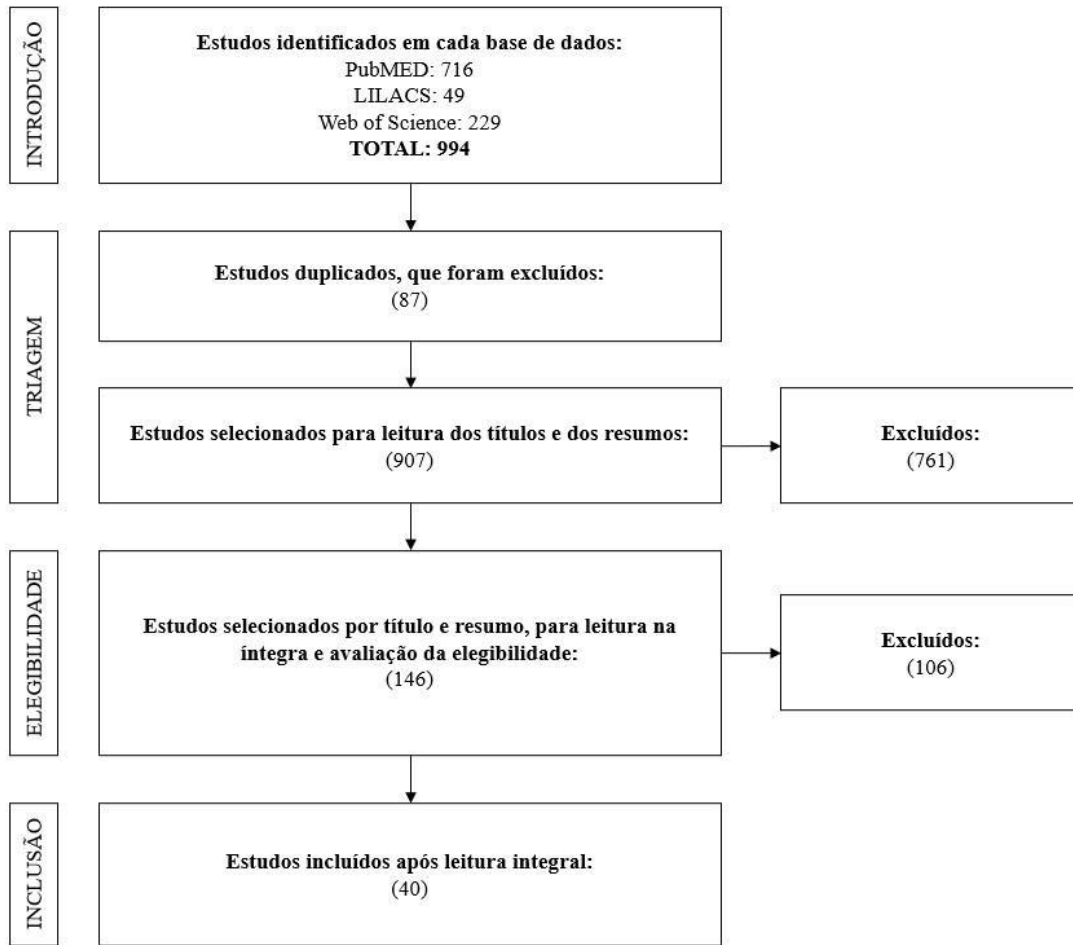 INTRODUÇÃO
Estudos identificados em cada base de dados:
PubMED: 716
LILACS: 49
Web of Science: 229
TOTAL: 994
TRIAGEM
Estudos duplicados, que foram excluídos:
(87)
Estudos selecionados para leitura dos títulos e dos resumos:
(907)
Excluídos:
(761)
ELEGIBILIDADE
Estudos selecionados por título e resumo, para leitura na
íntegra e avaliação da elegibilidade:
(146)
Excluídos:
(106)
INCLUSÃO
Estudos incluídos após leitura integral:
(40)